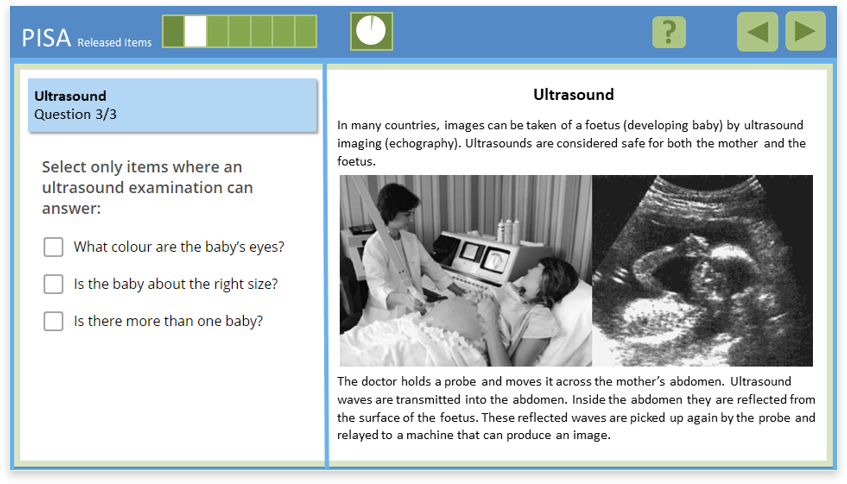 PISA Released Items
?
Ultrasound
Question 3/3
Select only items where an
ultrasound examination can
answer:
What colour are the baby's eyes?
Is the baby about the right size?
Is there more than one baby?
Ultrasound
In many countries, images can be taken of a foetus (developing baby) by ultrasound
imaging (echography). Ultrasounds are considered safe for both the mother and the
foetus.
The doctor holds a probe and moves it across the mother's abdomen. Ultrasound
waves are transmitted into the abdomen. Inside the abdomen they are reflected from
the surface of the foetus. These reflected waves are picked up again by the probe and
relayed to a machine that can produce an image.